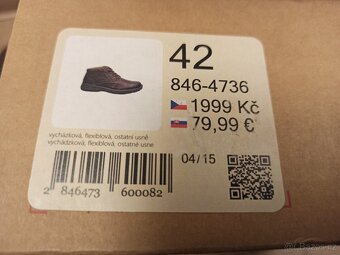 42
846-4736
1999 Kč
79,99 €
vycházková, flexiblová, ostatní usně
vychádzková, flexiblová, ostatné usne
04/15
2 846473 600082